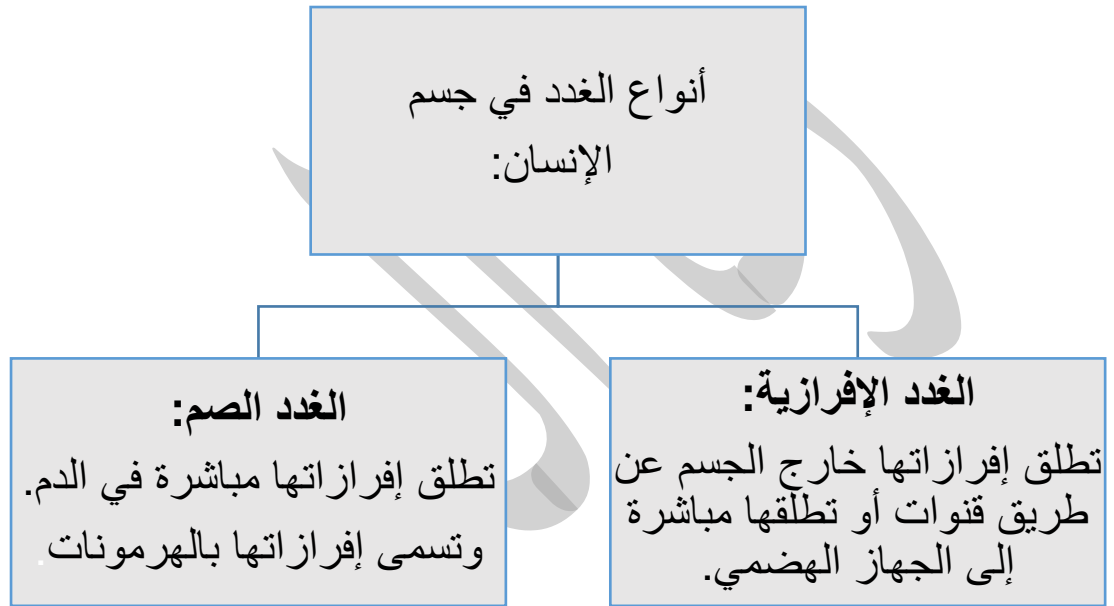 أنواع الغدد في جسم
الإنسان:
الغدد الإفرازية:
تطلق إفرازاتها خارج الجسم عن
طريق قنوات أو تطلقها مباشرة
إلى الجهاز الهضمي.
الغدد الصم:
تطلق إفرازاتها مباشرة في الدم.
وتسمى إفرازاتها بالهرمونات.